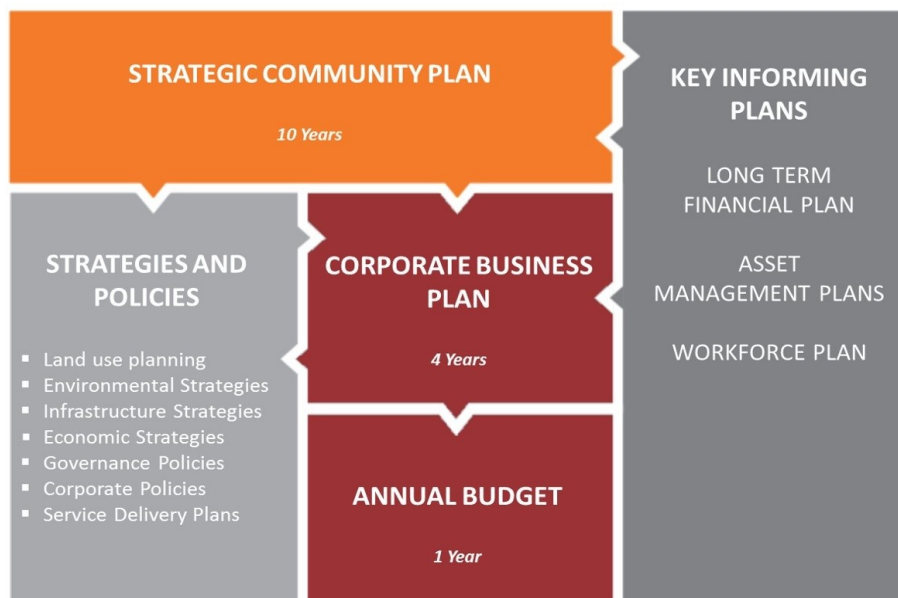 STRATEGIC COMMUNITY PLAN
10 Years
KEY INFORMING
PLANS
LONG TERM
FINANCIAL PLAN
ASSET
MANAGEMENT PLANS
WORKFORCE PLAN
STRATEGIES AND
POLICIES
▪ Land use planning
▪ Environmental Strategies
▪ Infrastructure Strategies
▪ Economic Strategies
▪ Governance Policies
▪ Corporate Policies
▪ Service Delivery Plans
CORPORATE BUSINESS
PLAN
4 Years
ANNUAL BUDGET
1 Year